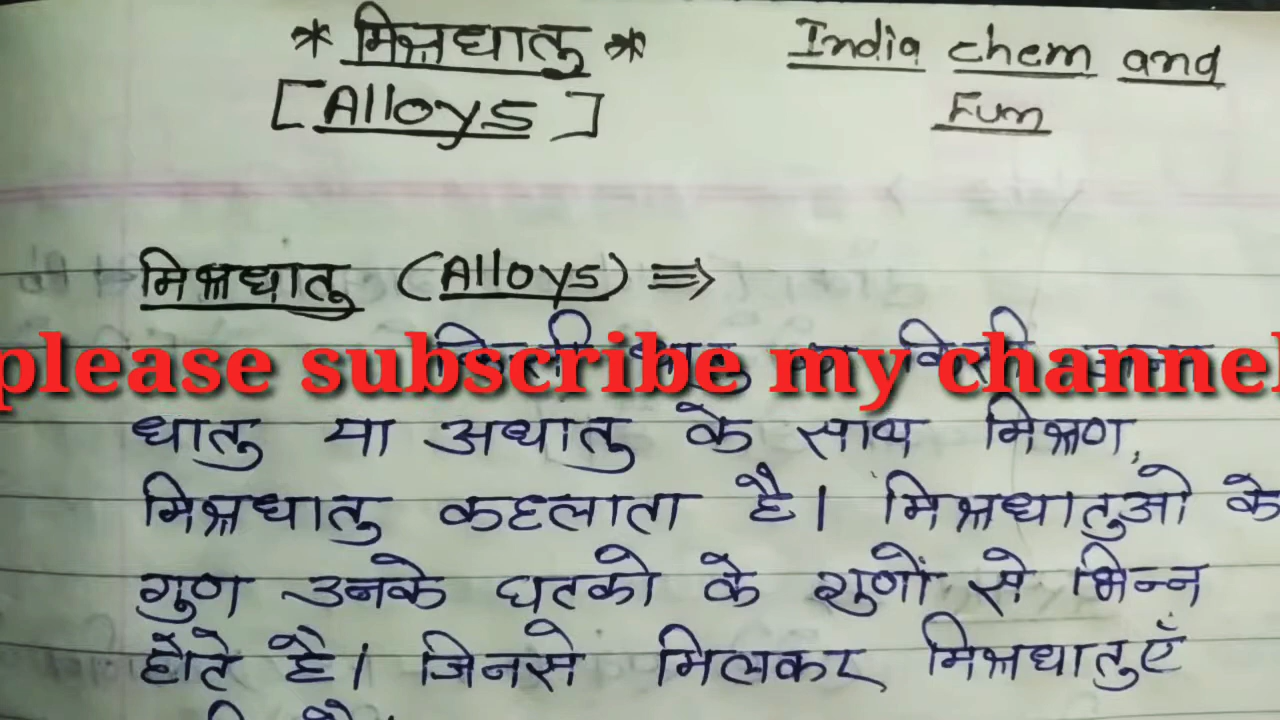 * मिश्रधातु *
[Alloys]
India chem and
Fun
मिश्रधातु (Alloys) ⇒
किसी धातु का किसी अन्य
please subscribe my channel
धातु या अधातु के साथ मिश्रण,
मिश्रधातु कहलाता है। मिश्रधातुओ के
गुण उनके घटको के गुणों से भिन्न
होते है। जिनसे मिलकर मिश्रधातुएँ